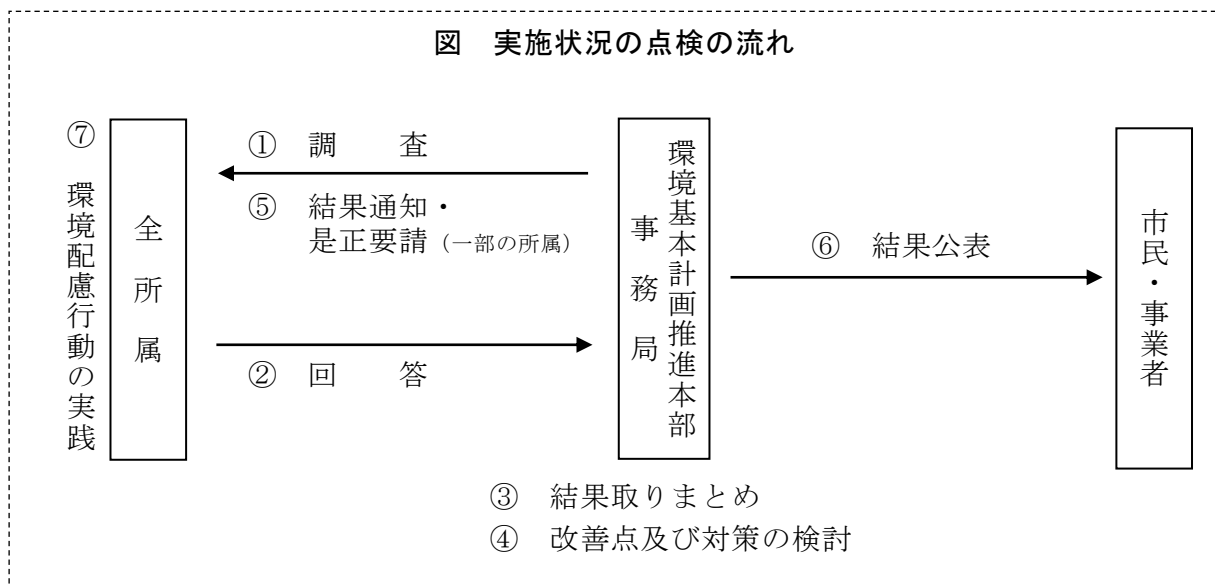 図　実施状況の点検の流れ
⑦　環境配慮行動の実践
全所属
①　調　　査
⑤　結果通知・
是正要請（一部の所属）
②　回　　答
環境基本計画推進本部
事務局
③　結果取りまとめ
④　改善点及び対策の検討
⑥　結果公表
市民・事業者